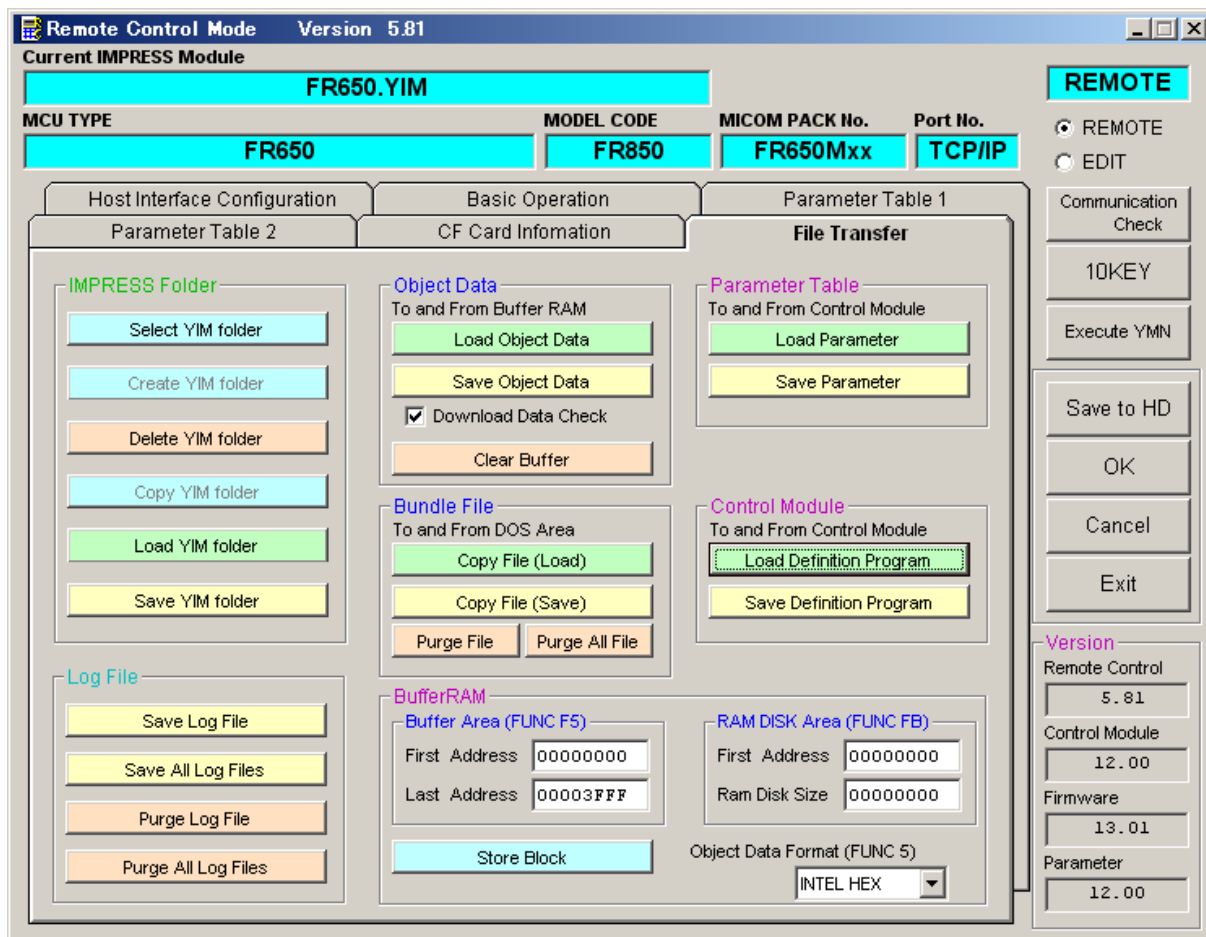 Remote Control Mode Version 5.81
Current IMPRESS Module
FR650.YIM
MCU TYPE
MODEL CODE
MICOM PACK No.
Port No.
FR650
FR850
FR650Mxx
TCP/IP
REMOTE
REMOTE
EDIT
Host Interface Configuration
Basic Operation
Parameter Table 1
Parameter Table 2
CF Card Infomation
File Transfer
IMPRESS Folder
Select YIM folder
Create YIM folder
Delete YIM folder
Copy YIM folder
Load YIM folder
Save YIM folder
Log File
Save Log File
Save All Log Files
Purge Log File
Purge All Log Files
Object Data
To and From Buffer RAM
Load Object Data
Save Object Data
Download Data Check
Clear Buffer
Bundle File
To and From DOS Area
Copy File (Load)
Copy File (Save)
Purge File
Purge All File
Parameter Table
To and From Control Module
Load Parameter
Save Parameter
Control Module
To and From Control Module
Load Definition Program
Save Definition Program
BufferRAM
Buffer Area (FUNC F5)
First Address 00000000
Last Address 00003FFF
RAM DISK Area (FUNC FB)
First Address 00000000
Ram Disk Size 00000000
Store Block
Object Data Format (FUNC 5)
INTEL HEX
Communication
Check
10KEY
Execute YMN
Save to HD
OK
Cancel
Exit
Version
Remote Control
5.81
Control Module
12.00
Firmware
13.01
Parameter
12.00